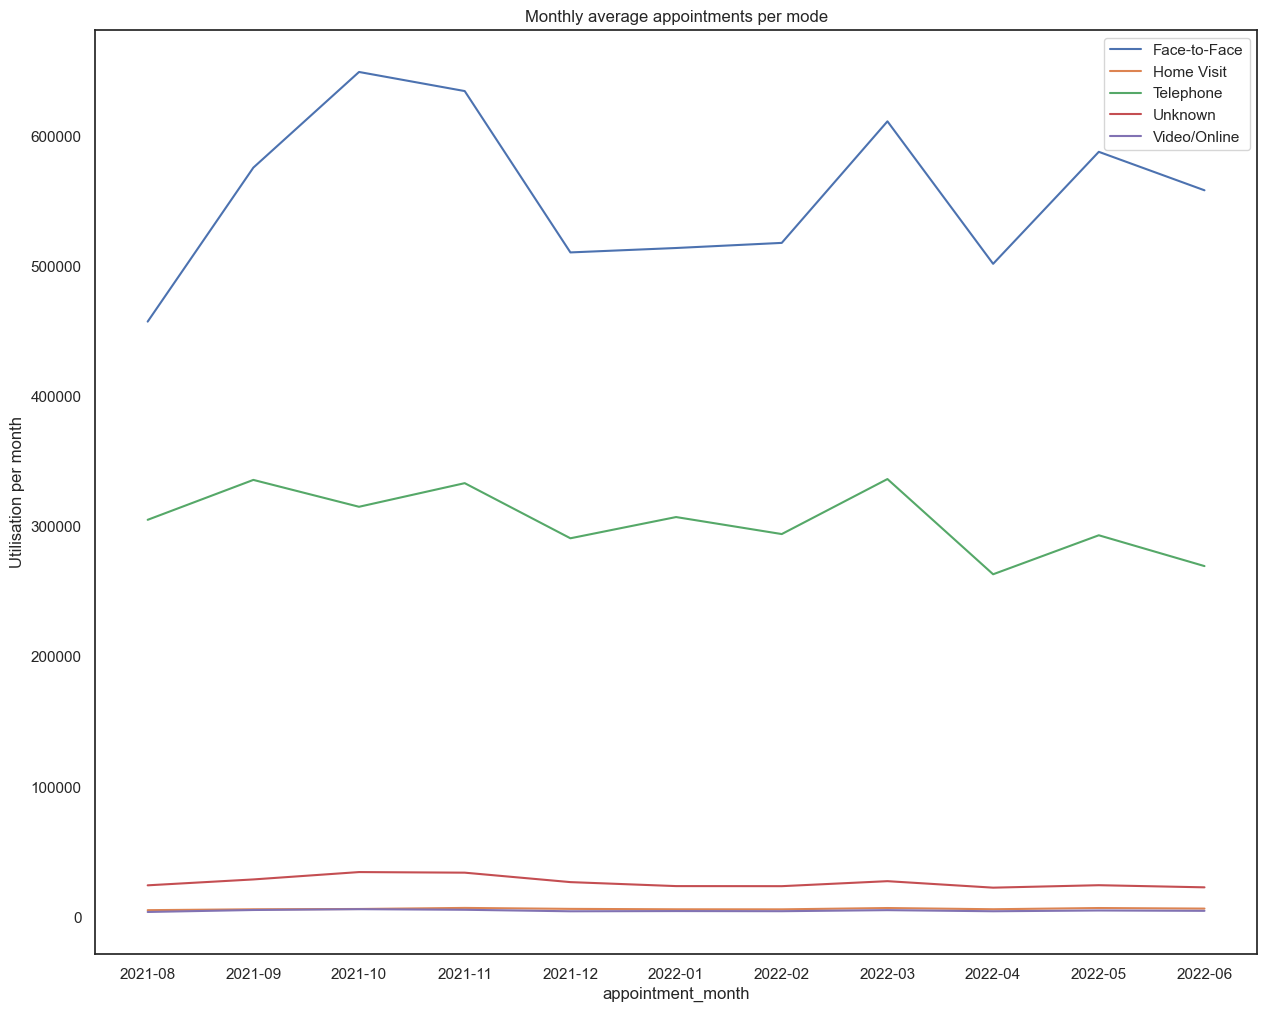 Monthly average appointments per mode
Face-to-Face
Home Visit
Telephone
Unknown
Video/Online
Utilisation per month
600000
500000
400000
300000
200000
100000
0
2021-08 2021-09 2021-10 2021-11 2021-12 2022-01 2022-02 2022-03 2022-04 2022-05 2022-06
appointment_month